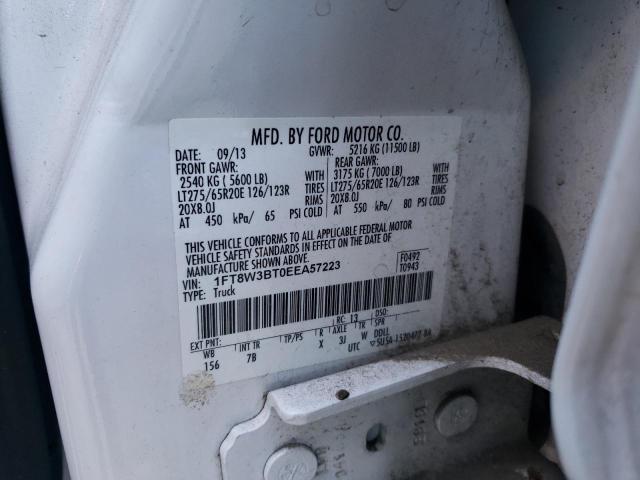 MFD. BY FORD MOTOR CO.
DATE: 09/13 GVWR: 5216 KG (11500 LB)
FRONT GAWR: REAR GAWR:
2540 KG (5600 LB) 3175 KG (7000 LB)
LT275/65R20E 126/123R TIRES LT275/65R20E 126/123R TIRES
20X8.0J RIMS 20X8.0J RIMS
AT 450 kPa/ 65 PSI COLD AT 550 kPa/ 80 PSI COLD
THIS VEHICLE CONFORMS TO ALL APPLICABLE FEDERAL MOTOR
VEHICLE SAFETY STANDARDS IN EFFECT ON THE DATE OF
MANUFACTURE SHOWN ABOVE. F0492
VIN: 1FT8W3BT0EEA57223 T0943
TYPE: Truck
EXT PNT: RC: 13 DSO:
WB INT TR TP/PS R AXLE TR SPR
156 7B X 3J W DDLL
UTC